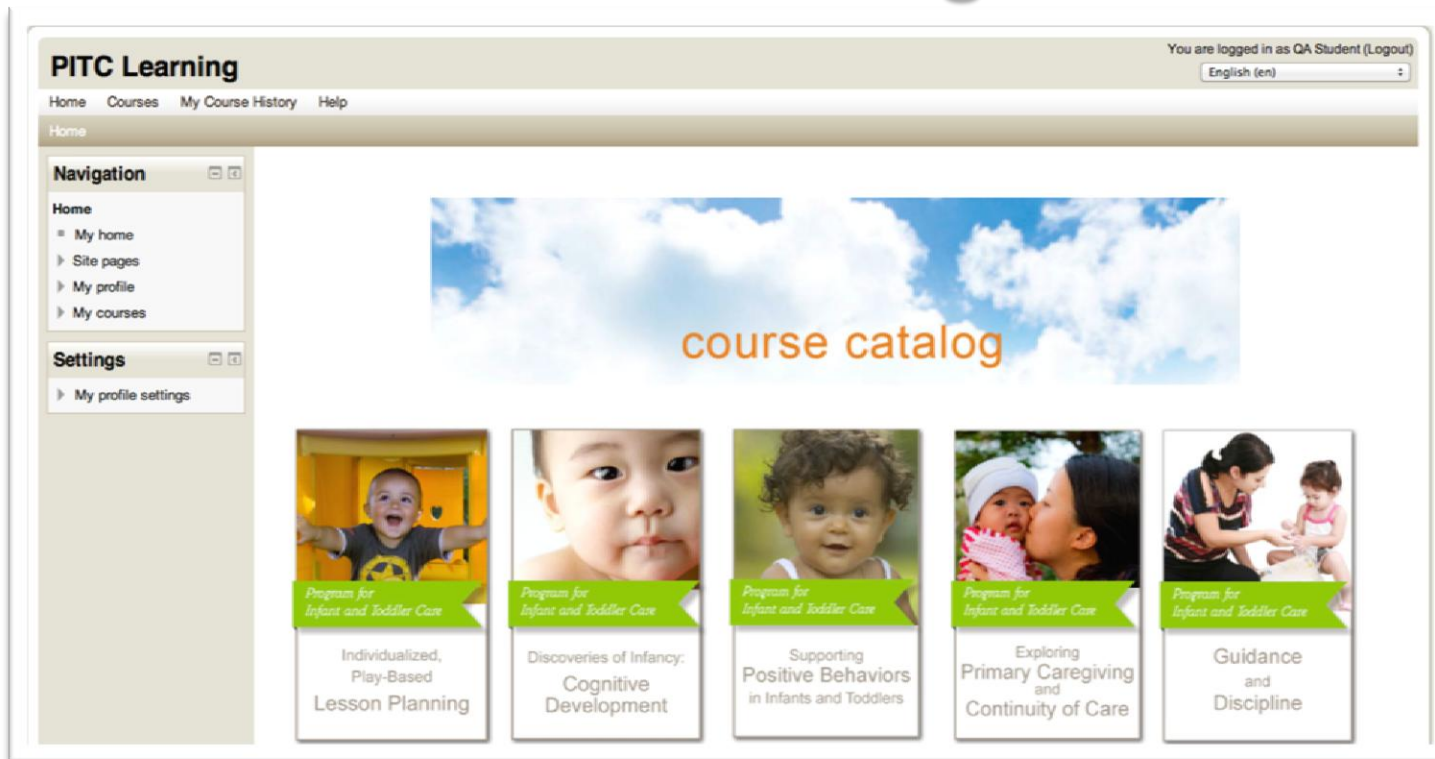 PITC Learning
You are logged in as QA Student (Logout)
English (en)
Home Courses My Course History Help
Home
Navigation
Home
My home
Site pages
My profile
My courses
Settings
My profile settings
course catalog
Program for
Infant and Toddler Care
Individualized,
Play-Based
Lesson Planning
Program for
Infant and Toddler Care
Discoveries of Infancy:
Cognitive
Development
Program for
Infant and Toddler Care
Supporting
Positive Behaviors
in Infants and Toddlers
Program for
Infant and Toddler Care
Exploring
Primary Caregiving
and
Continuity of Care
Program for
Infant and Toddler Care
Guidance
and
Discipline